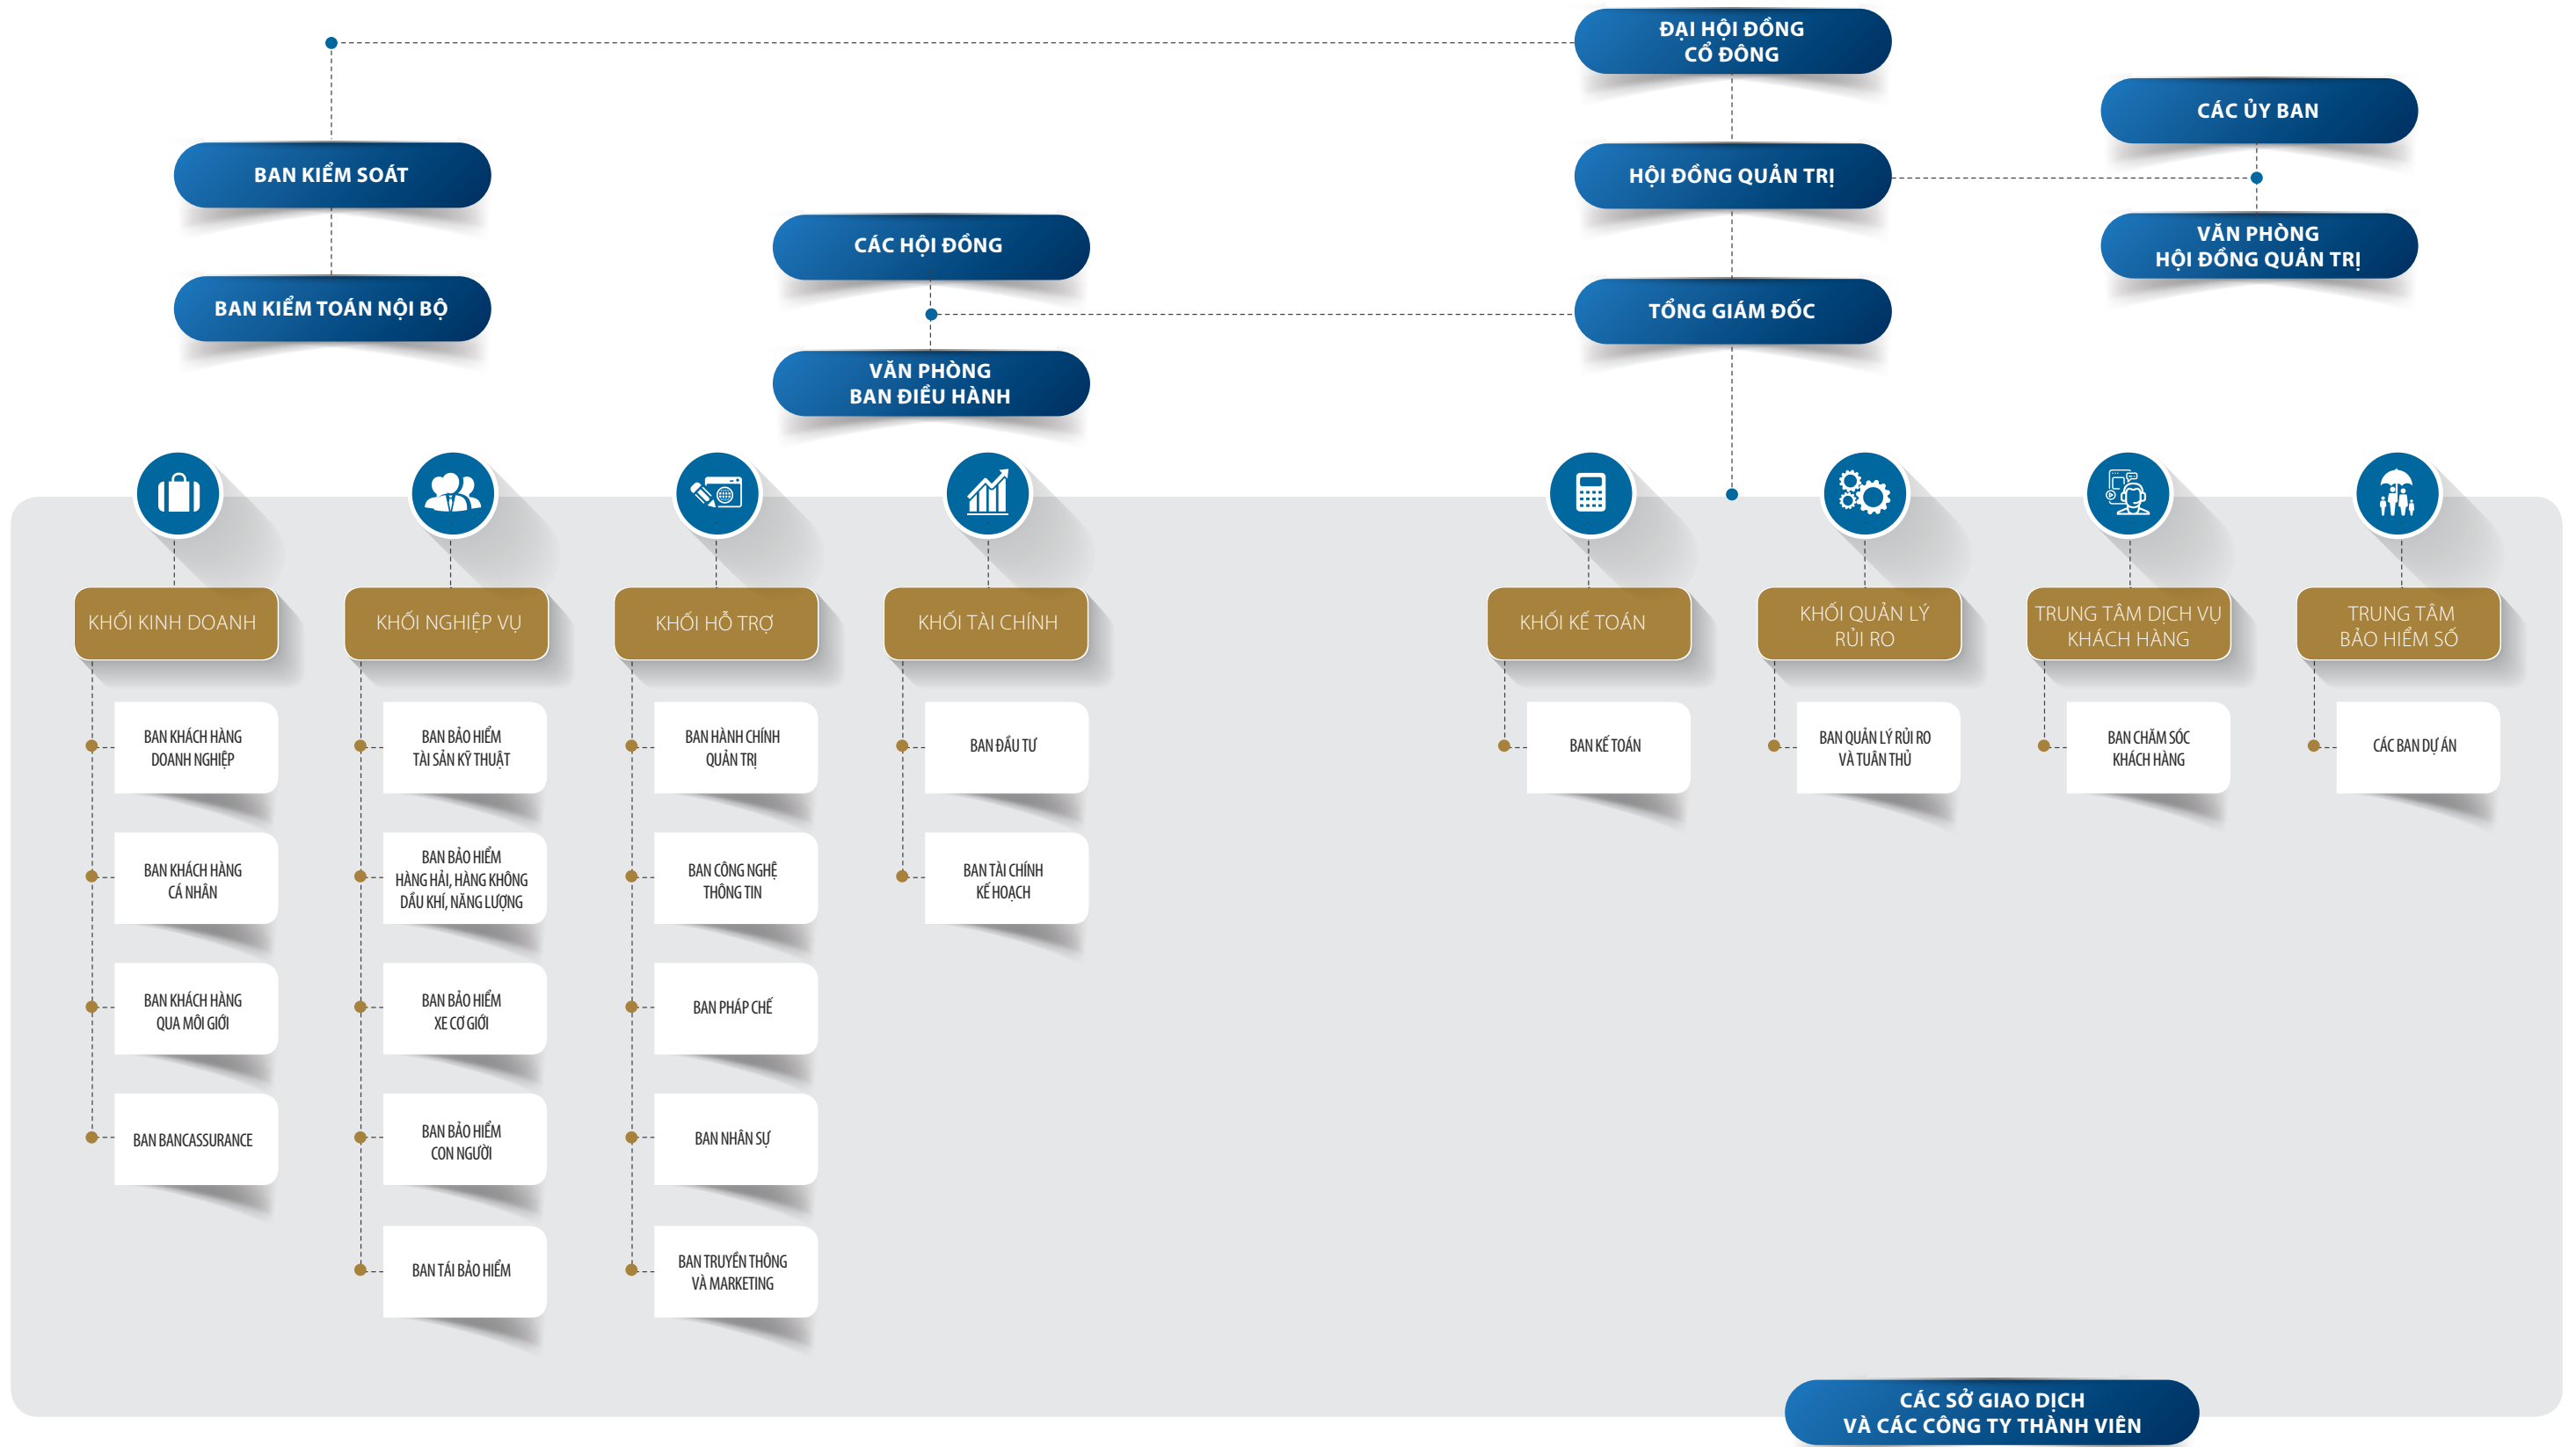 ĐẠI HỘI ĐỒNG
CỔ ĐÔNG
CÁC ỦY BAN
BAN KIỂM SOÁT
HỘI ĐỒNG QUẢN TRỊ
CÁC HỘI ĐỒNG
VĂN PHÒNG
HỘI ĐỒNG QUẢN TRỊ
BAN KIỂM TOÁN NỘI BỘ
TỔNG GIÁM ĐỐC
VĂN PHÒNG
BAN ĐIỀU HÀNH
KHỐI KINH DOANH
BAN KHÁCH HÀNG
DOANH NGHIỆP
BAN KHÁCH HÀNG
CÁ NHÂN
BAN KHÁCH HÀNG
QUA MÔI GIỚI
BAN BANCASSURANCE
KHỐI NGHIỆP VỤ
BAN BẢO HIỂM
TÀI SẢN KỸ THUẬT
BAN BẢO HIỂM
HÀNG HẢI, HÀNG KHÔNG
DẦU KHÍ, NĂNG LƯỢNG
BAN BẢO HIỂM
XE CƠ GIỚI
BAN BẢO HIỂM
CON NGƯỜI
BAN TÁI BẢO HIỂM
KHỐI HỖ TRỢ
BAN HÀNH CHÍNH
QUẢN TRỊ
BAN CÔNG NGHỆ
THÔNG TIN
BAN PHÁP CHẾ
BAN NHÂN SỰ
BAN TRUYỀN THÔNG
VÀ MARKETING
KHỐI TÀI CHÍNH
BAN ĐẦU TƯ
BAN TÀI CHÍNH
KẾ HOẠCH
KHỐI KẾ TOÁN
BAN KẾ TOÁN
KHỐI QUẢN LÝ
RỦI RO
BAN QUẢN LÝ RỦI RO
VÀ TUÂN THỦ
TRUNG TÂM DỊCH VỤ
KHÁCH HÀNG
BAN CHĂM SÓC
KHÁCH HÀNG
TRUNG TÂM
BẢO HIỂM SỐ
CÁC BAN DỰ ÁN
CÁC SỞ GIAO DỊCH
VÀ CÁC CÔNG TY THÀNH VIÊN